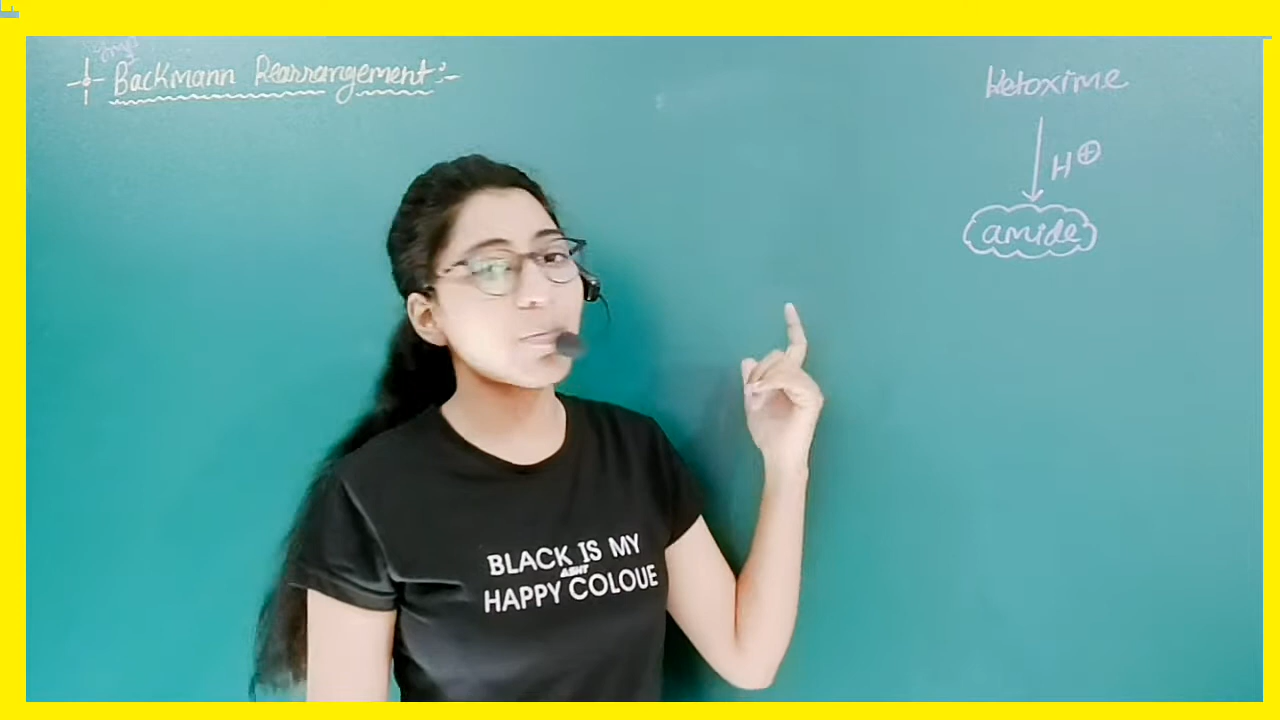 Backmann Rearrangement:-
Ketoxime
H⊕
amide
BLACK IS MY
HAPPY COLOUE